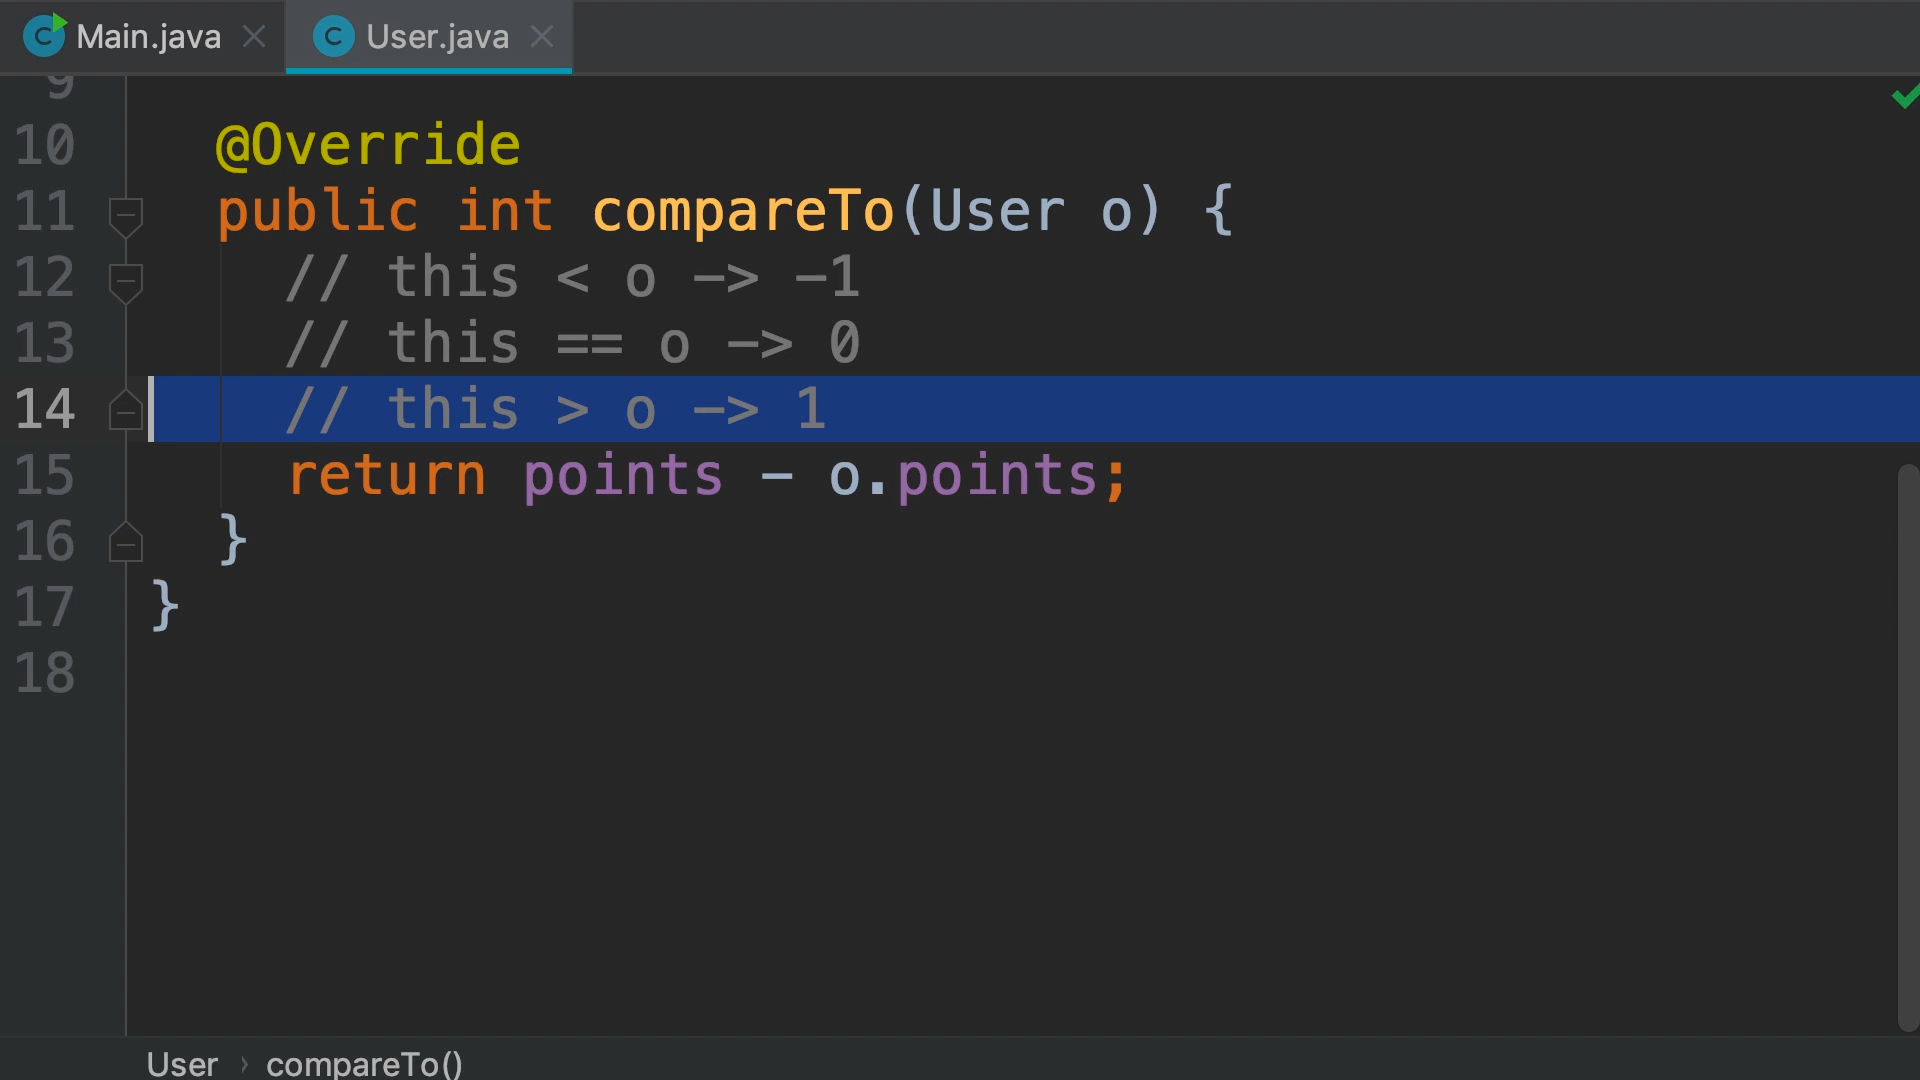 Main.java User.java
9
10 @Override
11 public int compareTo(User o) {
12 // this < o -> -1
13 // this == o -> 0
14 // this > o -> 1
15 return points - o.points;
16 }
17 }
18
User › compareTo()